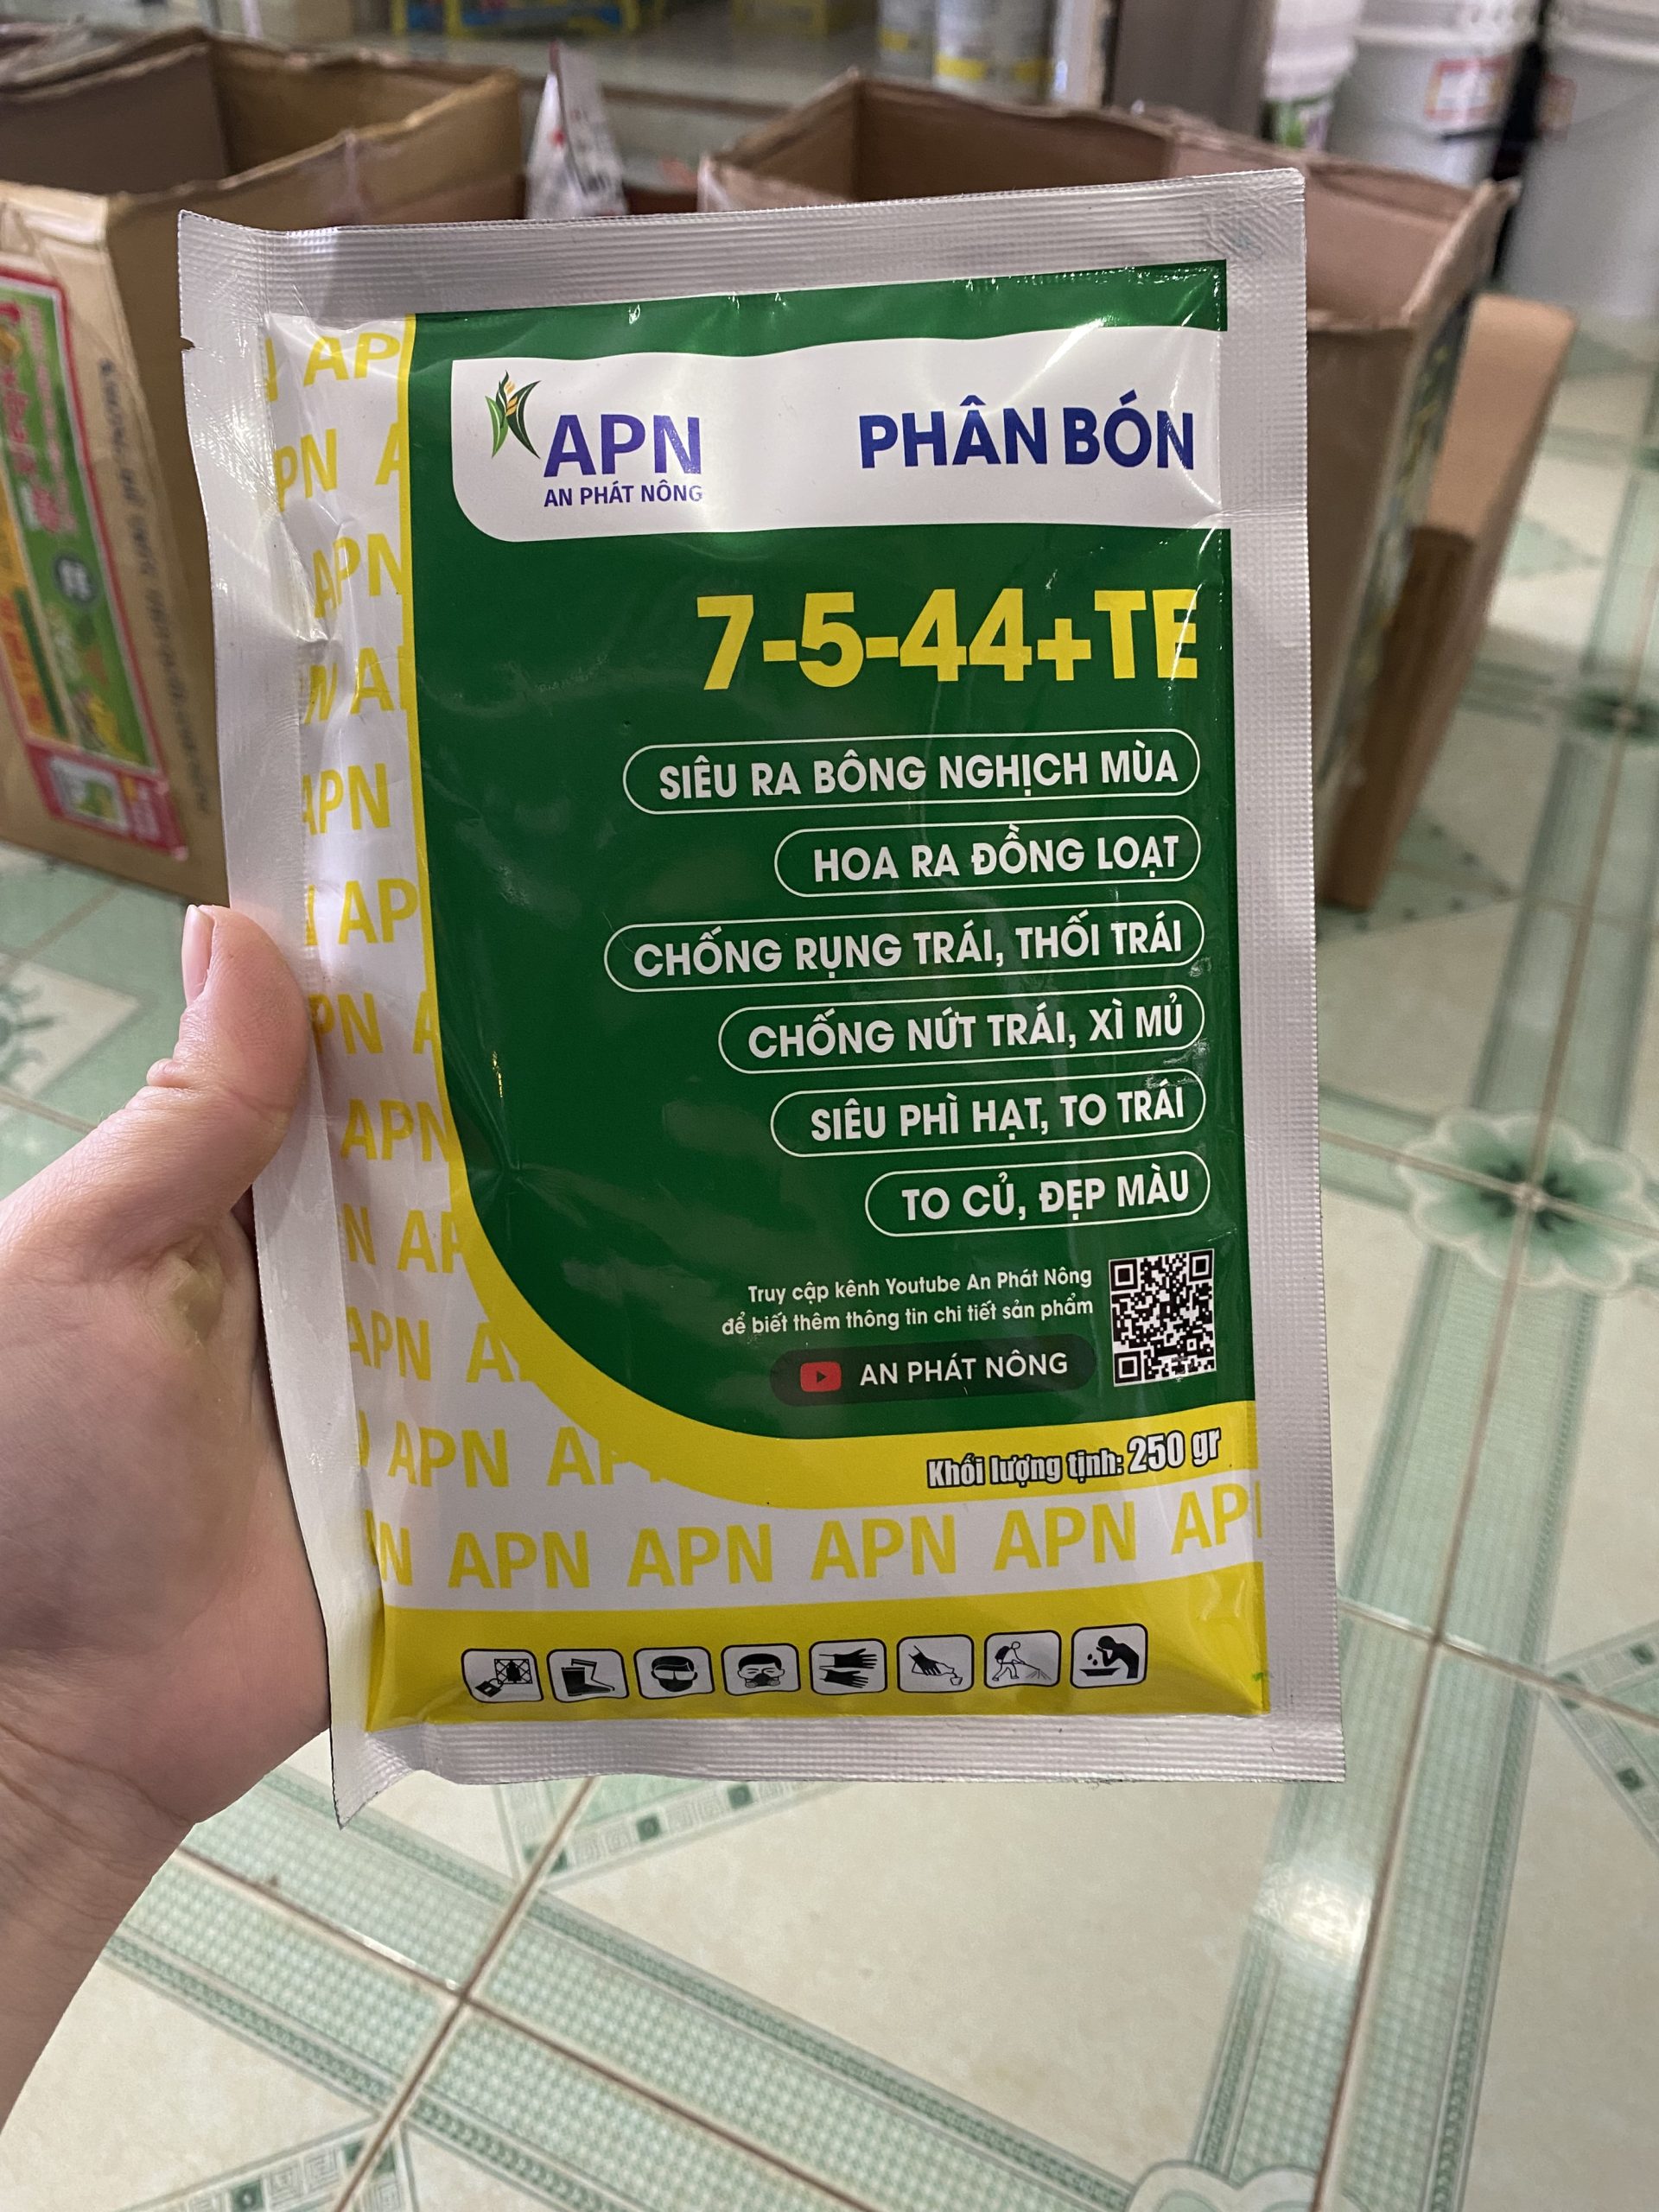 APN
AN PHÁT NÔNG
PHÂN BÓN
7-5-44+TE
SIÊU RA BÔNG NGHỊCH MÙA
HOA RA ĐỒNG LOẠT
CHỐNG RỤNG TRÁI, THỐI TRÁI
CHỐNG NỨT TRÁI, XÌ MỦ
SIÊU PHÌ HẠT, TO TRÁI
TO CỦ, ĐẸP MÀU
Truy cập kênh Youtube An Phát Nông
để biết thêm thông tin chi tiết sản phẩm
AN PHÁT NÔNG
Khối lượng tịnh: 250 gr
APN APN APN APN